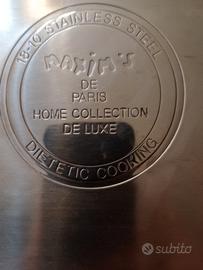 18-10 STAINLESS STEEL
MAXIM'S
DE
PARIS
HOME COLLECTION
DE LUXE
DIETETIC COOKING
subito